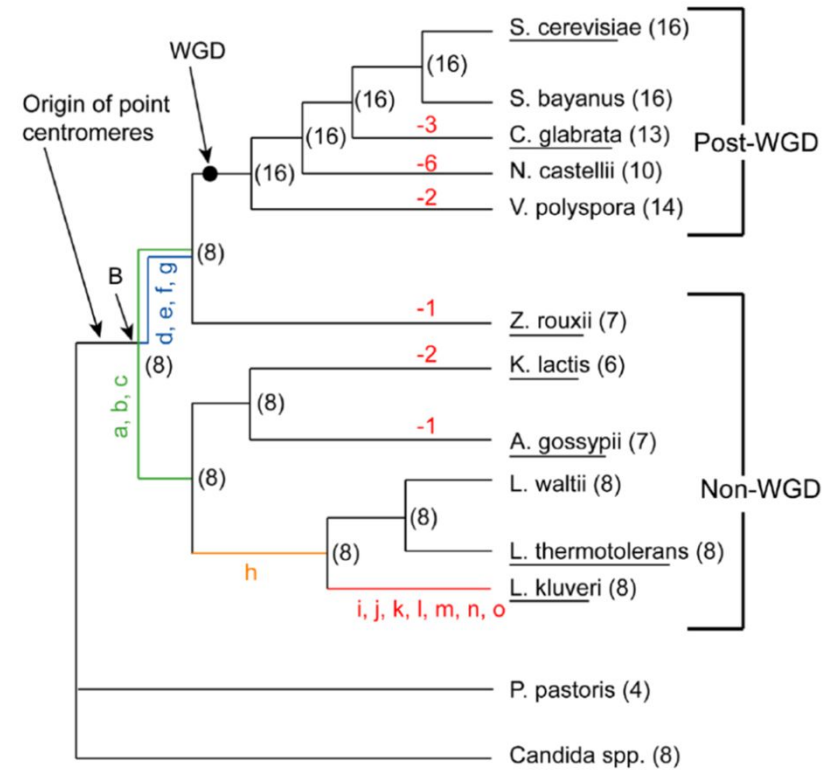 S. cerevisiae (16)
WGD
(16)
Origin of point
centromeres
S. bayanus (16)
(16)
-3
C. glabrata (13)
(16)
Post-WGD
-6
N. castellii (10)
(16)
-2
V. polyspora (14)
(8)
B
d, e, f, g
-1
Z. rouxii (7)
(8)
-2
K. lactis (6)
a, b, c
(8)
-1
A. gossypii (7)
(8)
L. waltii (8)
Non-WGD
(8)
(8)
L. thermotolerans (8)
h
L. kluveri (8)
i, j, k, l, m, n, o
P. pastoris (4)
Candida spp. (8)